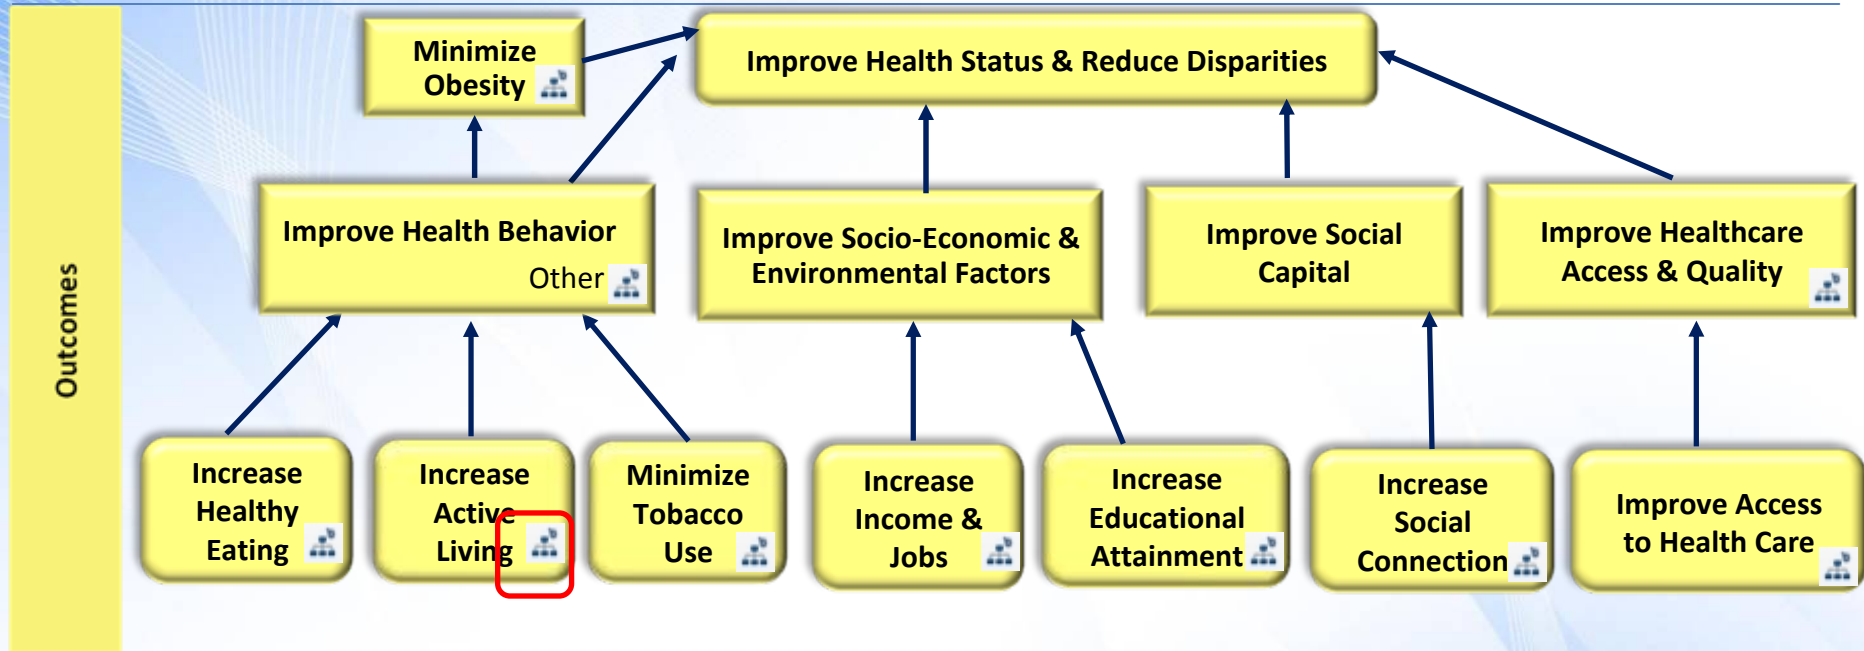 Outcomes
Minimize
Obesity
Improve Health Status & Reduce Disparities
Improve Health Behavior
Other
Improve Socio-Economic &
Environmental Factors
Improve Social
Capital
Improve Healthcare
Access & Quality
Increase
Healthy
Eating
Increase
Active
Living
Minimize
Tobacco
Use
Increase
Income &
Jobs
Increase
Educational
Attainment
Increase
Social
Connection
Improve Access
to Health Care